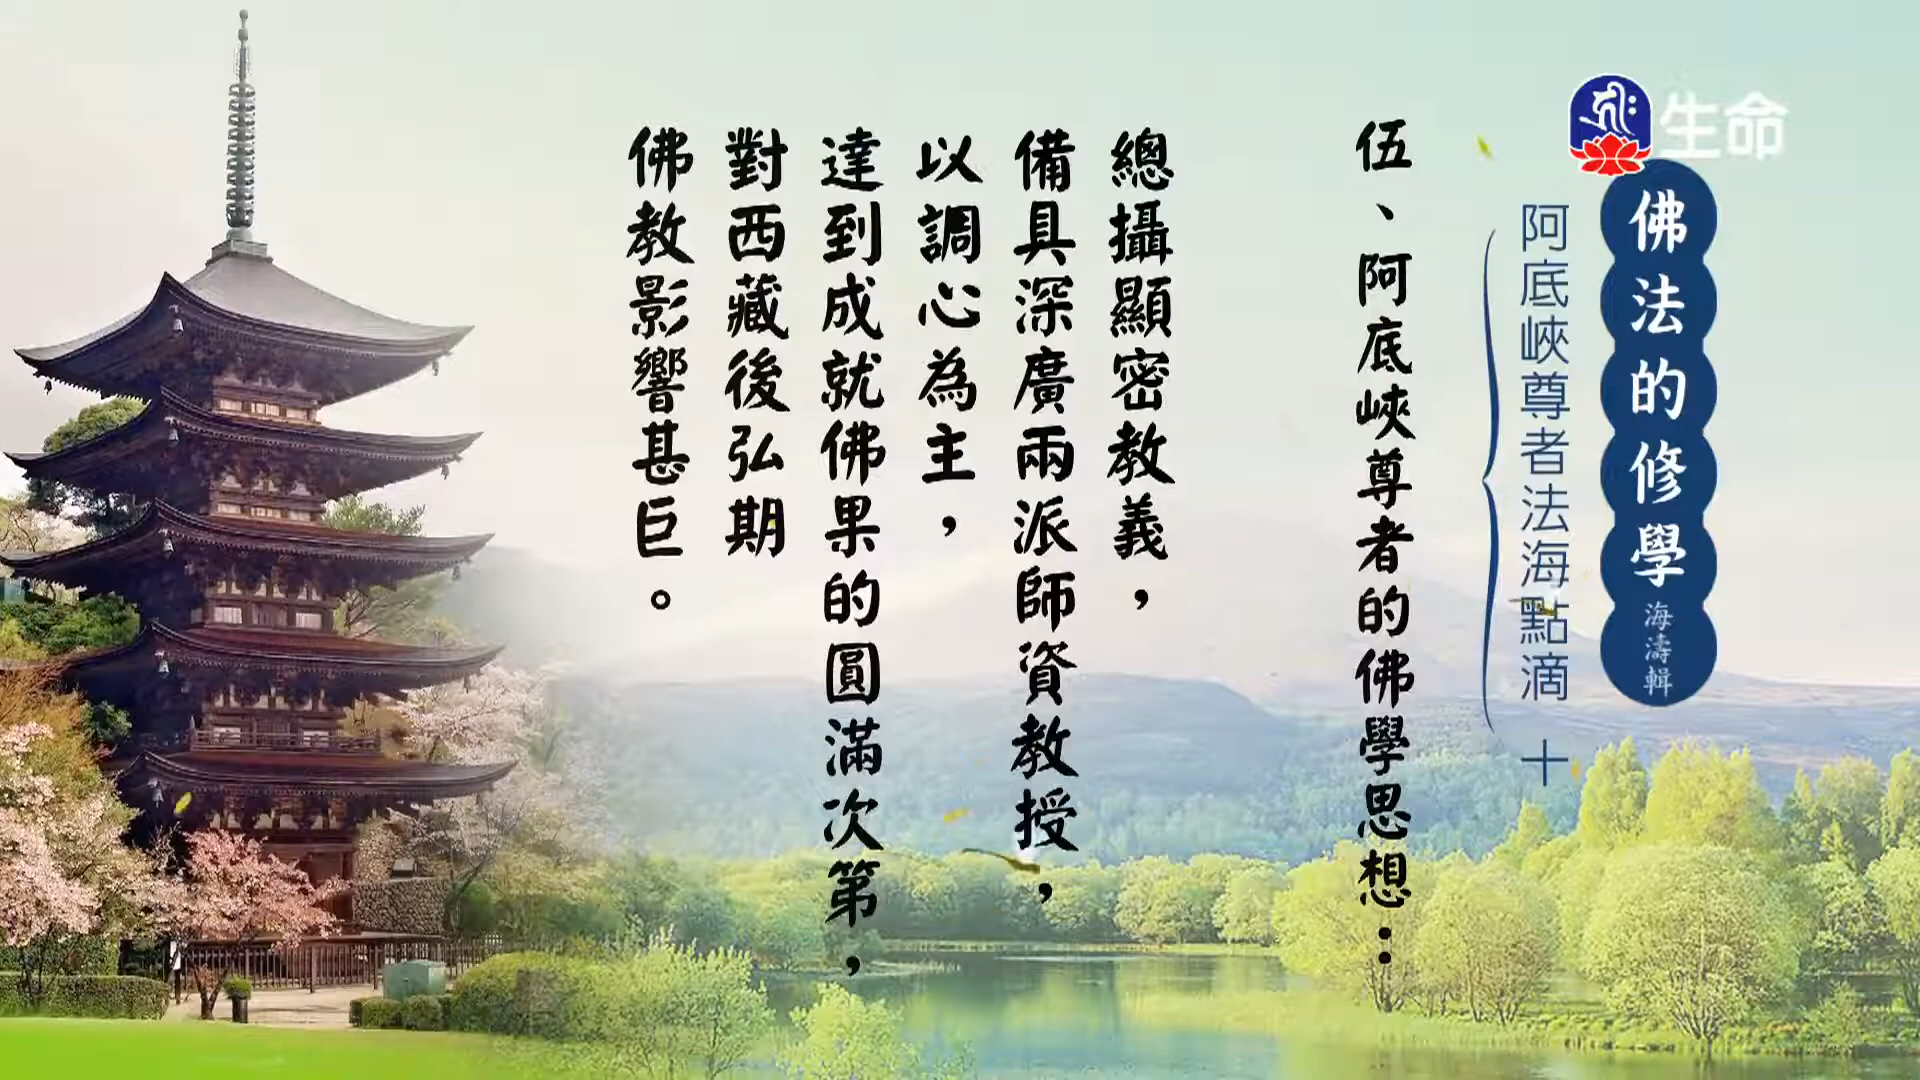 生命
佛法的修學
海濤輯
阿底峽尊者法海點滴 十
伍、阿底峽尊者的佛學思想：
總攝顯密教義，
備具深廣兩派師資教授，
以調心為主，
達到成就佛果的圓滿次第，
對西藏後弘期
佛教影響甚巨。